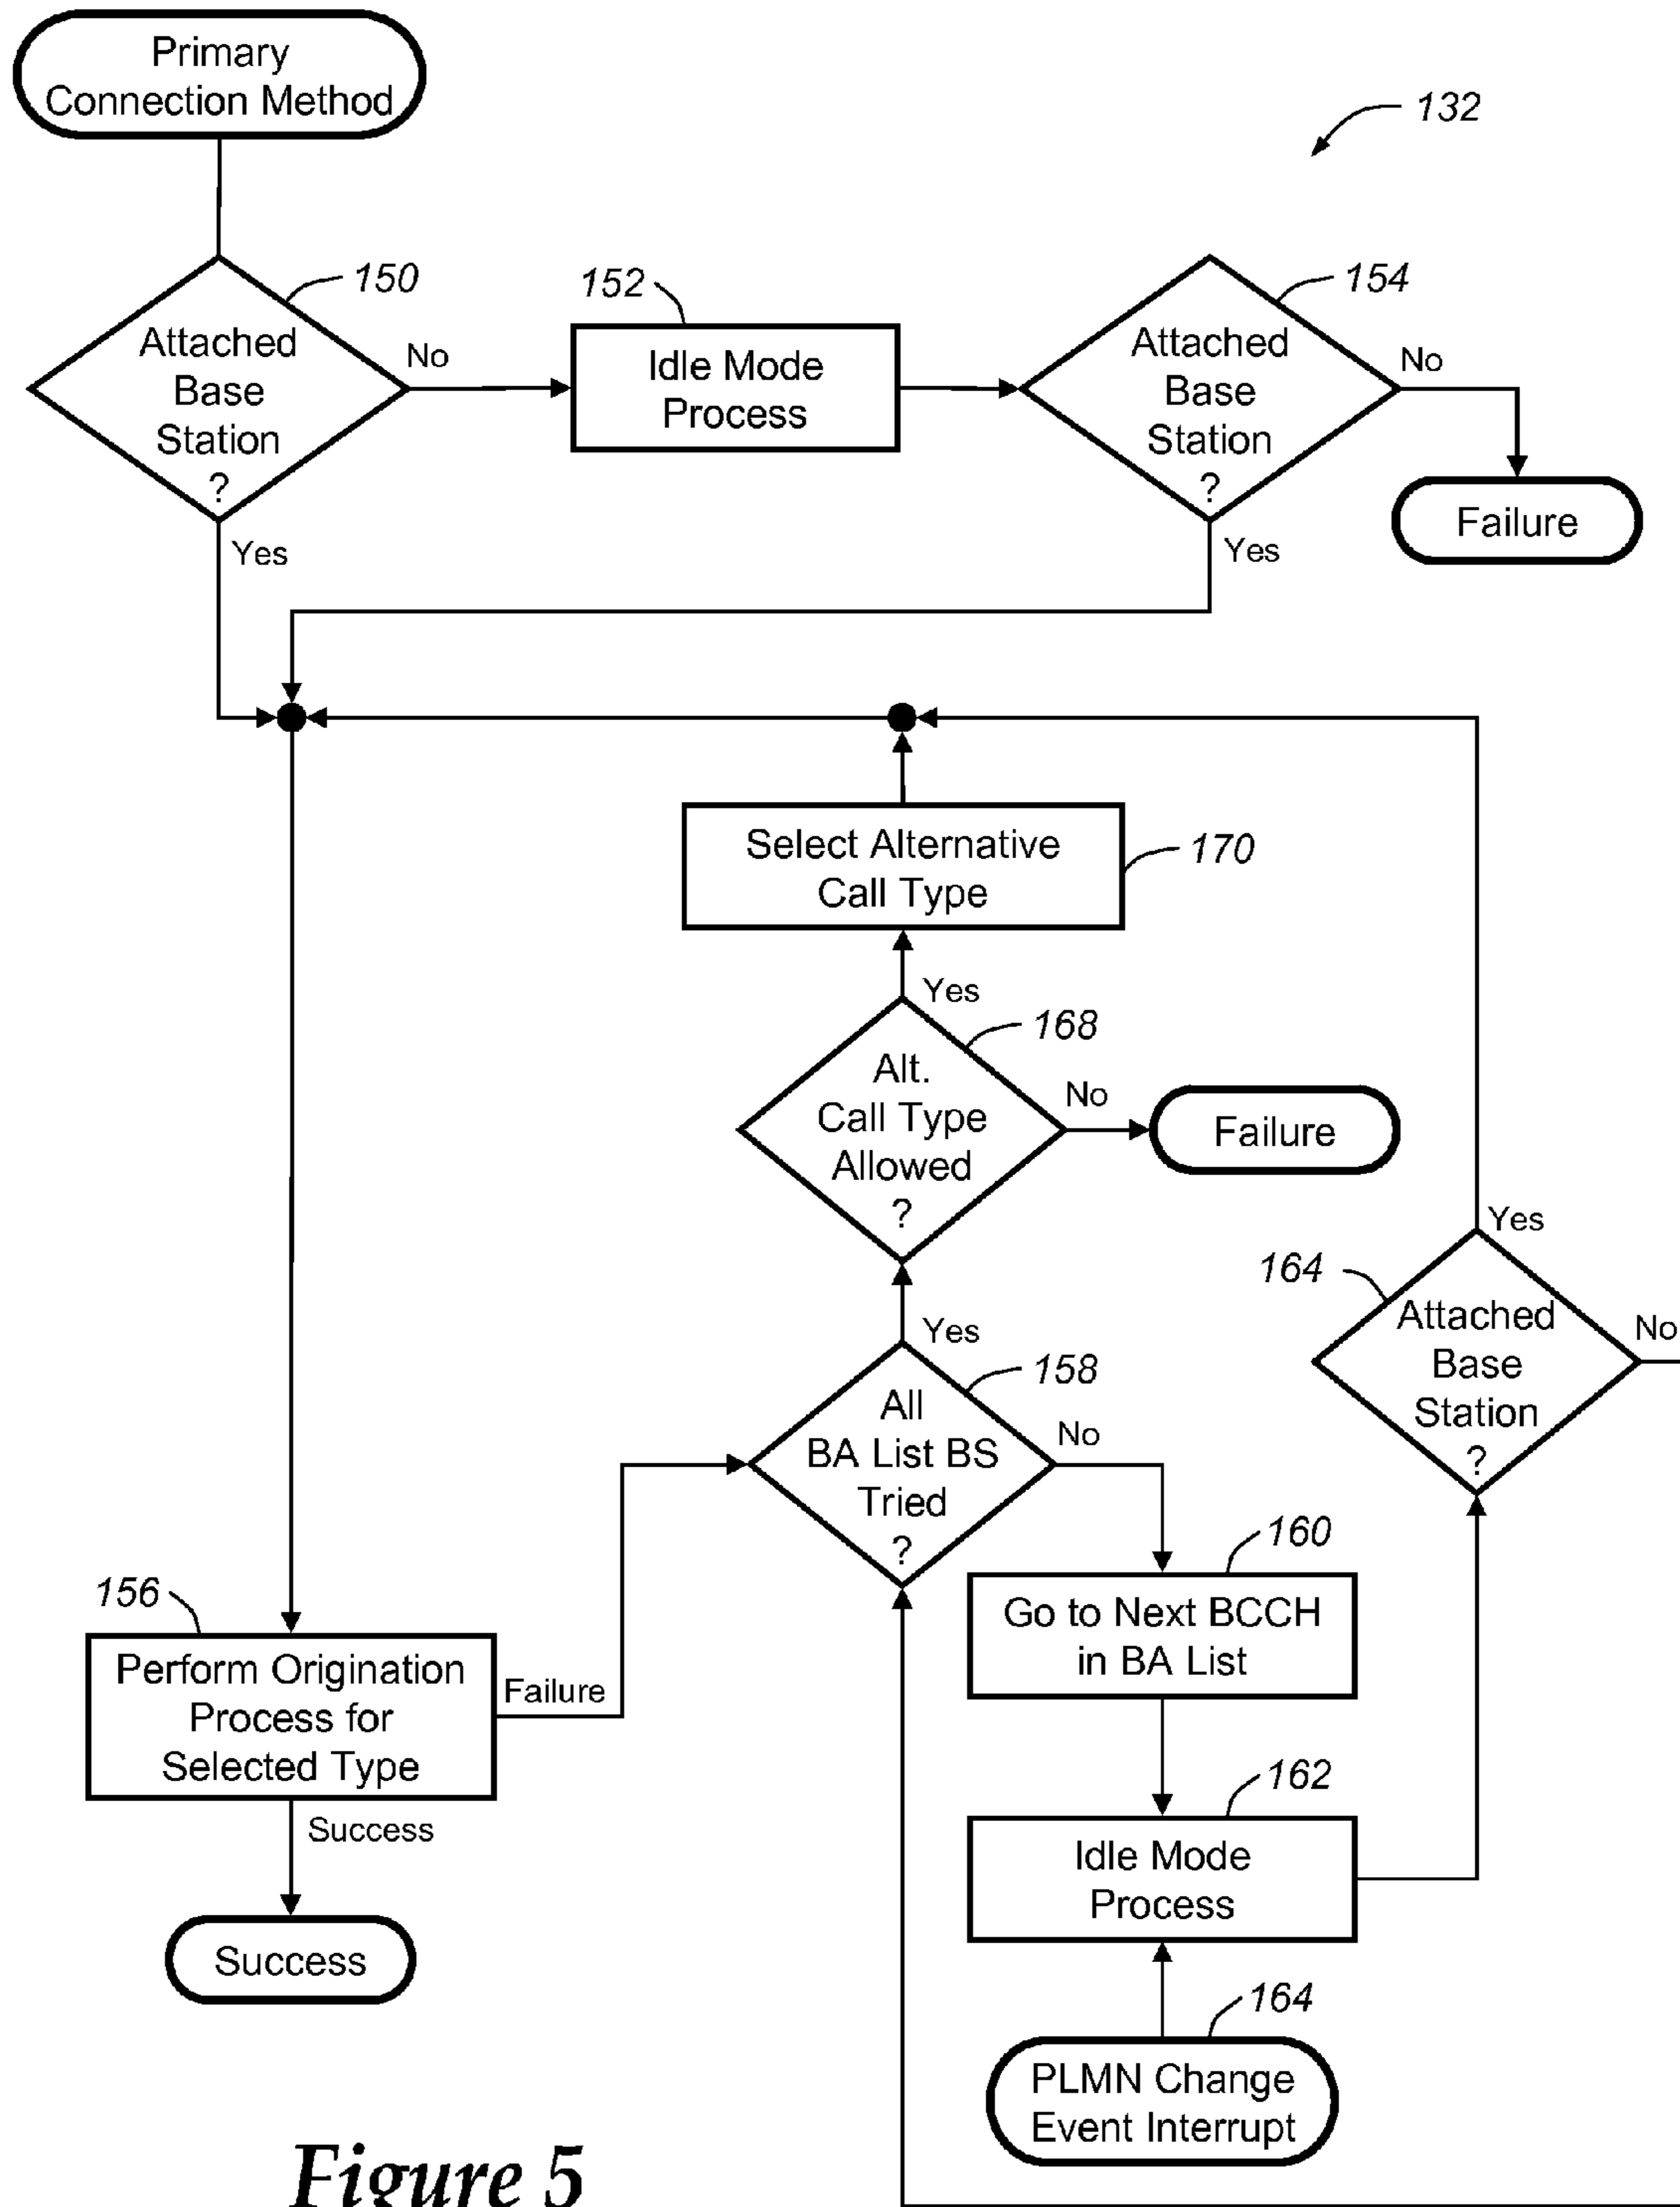 Primary
Connection Method
132
150
152
154
Attached
Base
Station
?
No
Idle Mode
Process
Attached
Base
Station
?
No
Failure
Yes
Yes
Select Alternative
Call Type
170
Yes
168
Alt.
Call Type
Allowed
?
No
Failure
Yes
164
Attached
Base
Station
?
No
Yes
158
All
BA List BS
Tried
?
No
160
Go to Next BCCH
in BA List
156
Perform Origination
Process for
Selected Type
Failure
Success
Success
162
Idle Mode
Process
164
PLMN Change
Event Interrupt
Figure 5